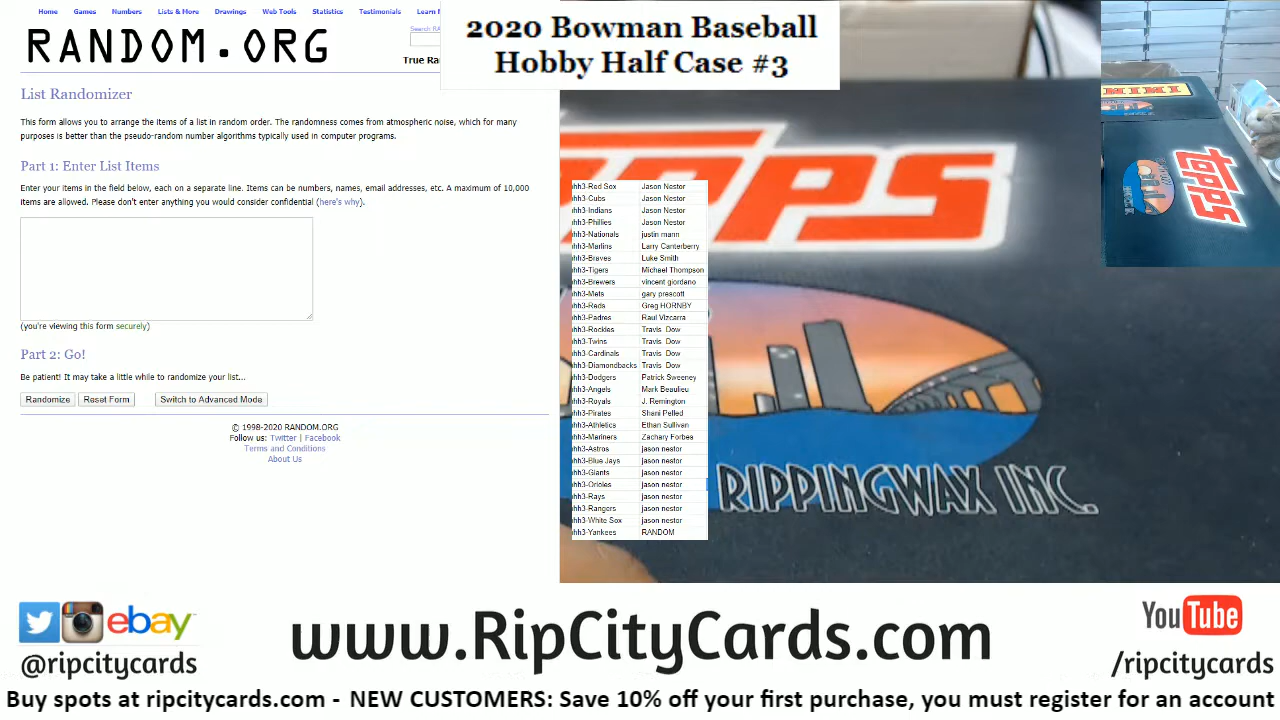 Home Games Numbers Lists & More Drawings Web Tools Statistics Testimonials Learn
RANDOM.ORG
True
List Randomizer
This form allows you to arrange the items of a list in random order. The randomness comes from atmospheric noise, which for many
purposes is better than the pseudo-random number algorithms typically used in computer programs.
Part 1: Enter List Items
Enter your items in the field below, each on a separate line. Items can be numbers, names, email addresses, etc. A maximum of 10,000
items are allowed. Please don't enter anything you would consider confidential (here's why).
(you're viewing this form securely)
Part 2: Go!
Be patient! It may take a little while to randomize your list...
Randomize Reset Form Switch to Advanced Mode
© 1998-2020 RANDOM.ORG
Follow us: Twitter | Facebook
Terms and Conditions
About Us
2020 Bowman Baseball
Hobby Half Case #3
hh3-Red Sox Jason Nestor
hh3-Cubs Jason Nestor
hh3-Indians Jason Nestor
hh3-Phillies Jason Nestor
hh3-Nationals justin mann
hh3-Marlins Larry Canterberry
hh3-Braves Luke Smith
hh3-Tigers Michael Thompson
hh3-Brewers vincent giordano
hh3-Mets gary prescott
hh3-Reds Greg HORNBY
hh3-Padres Raul Vizcarra
hh3-Rockies Travis Dow
hh3-Twins Travis Dow
hh3-Cardinals Travis Dow
hh3-Diamondbacks Travis Dow
hh3-Dodgers Patrick Sweeney
hh3-Angels Mark Beaulieu
hh3-Royals J. Remington
hh3-Pirates Shani Pelled
hh3-Athletics Ethan Sullivan
hh3-Mariners Zachary Forbes
hh3-Astros jason nestor
hh3-Blue Jays jason nestor
hh3-Giants jason nestor
hh3-Orioles jason nestor
hh3-Rays jason nestor
hh3-Rangers jason nestor
hh3-White Sox jason nestor
hh3-Yankees RANDOM
TOPPS
RIPPINGWAX INC.
TOPPS
ebay
@ripcitycards
www.RipCityCards.com
YouTube
/ripcitycards
Buy spots at ripcitycards.com - NEW CUSTOMERS: Save 10% off your first purchase, you must register for an account